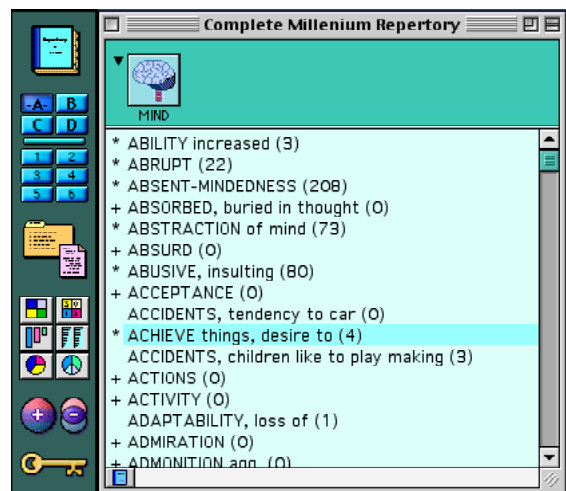 Complete Millenium Repertory
MIND
* ABILITY increased (3)
* ABRUPT (22)
* ABSENT-MINDEDNESS (208)
+ ABSORBED, buried in thought (0)
* ABSTRACTION of mind (73)
+ ABSURD (0)
* ABUSIVE, insulting (80)
+ ACCEPTANCE (0)
ACCIDENTS, tendency to car (0)
* ACHIEVE things, desire to (4)
ACCIDENTS, children like to play making (3)
+ ACTIONS (0)
+ ACTIVITY (0)
ADAPTABILITY, loss of (1)
+ ADMIRATION (0)
+ ADMONITION agg. (0)
-A- B
C D
1 2
3 4
5 6